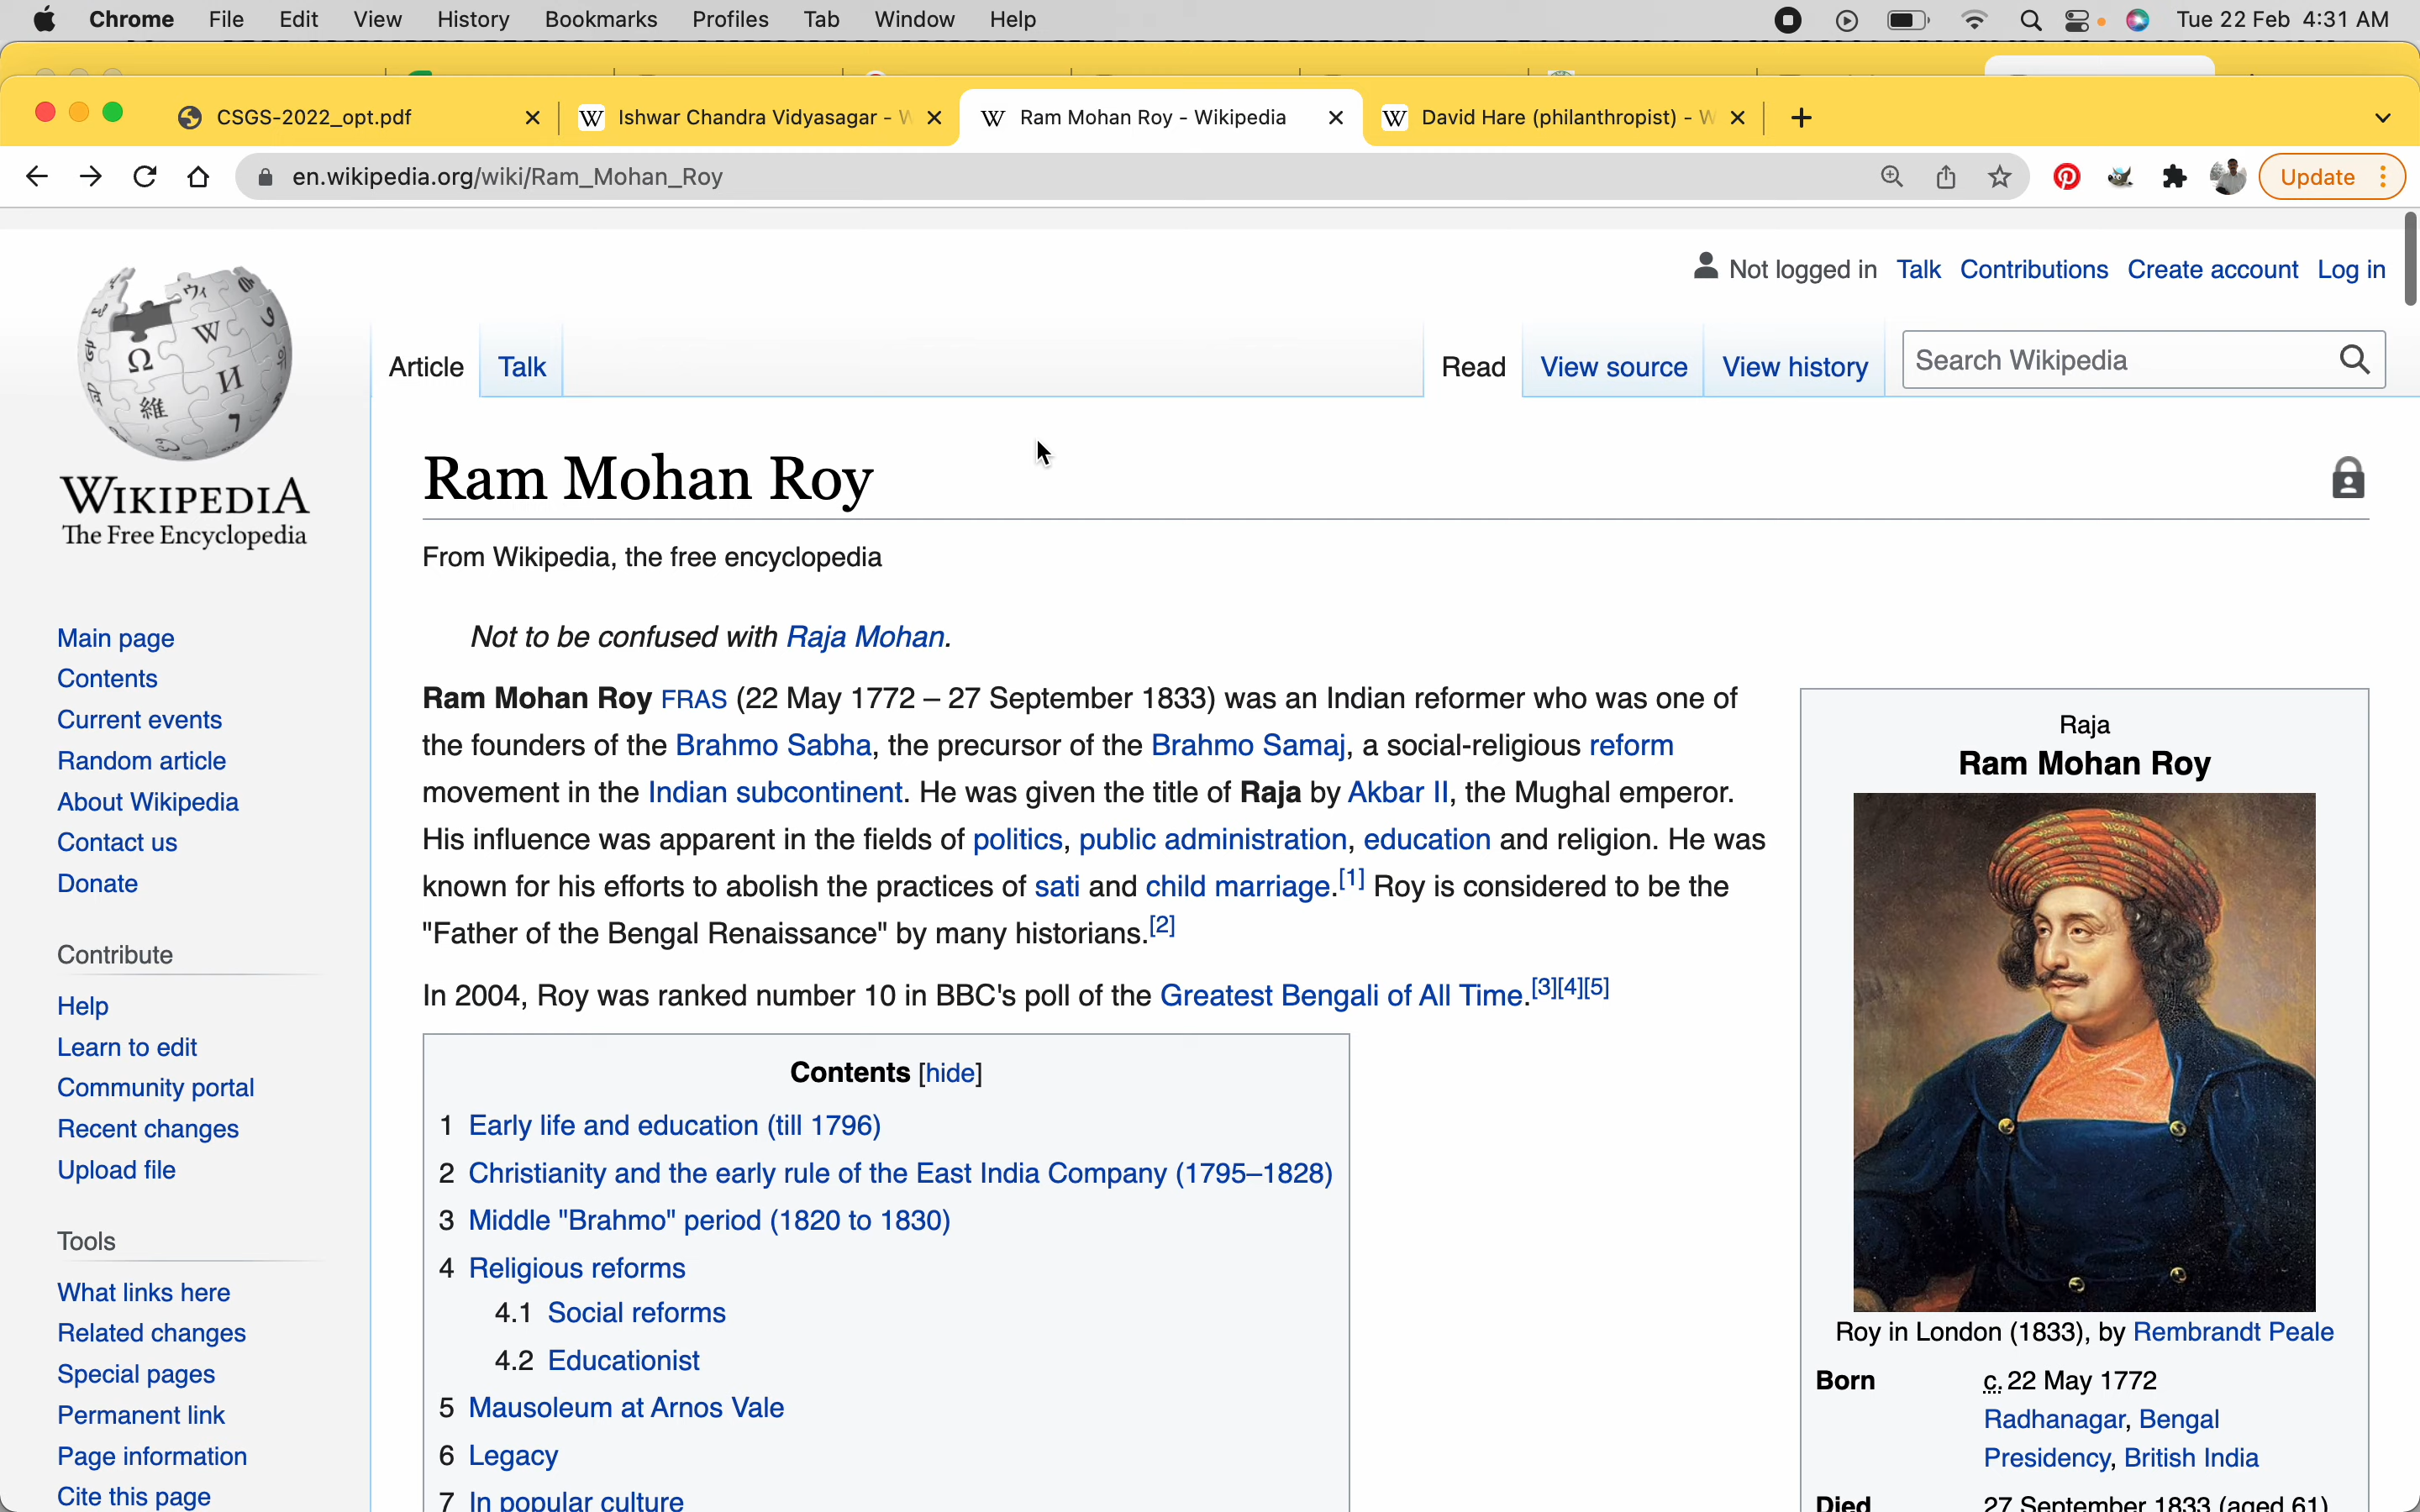 Chrome File Edit View History Bookmarks Profiles Tab Window Help Tue 22 Feb 4:31 AM
CSGS-2022_opt.pdf
Ishwar Chandra Vidyasagar - W
Ram Mohan Roy - Wikipedia
David Hare (philanthropist) - W
en.wikipedia.org/wiki/Ram_Mohan_Roy
Update
Not logged in Talk Contributions Create account Log in
Article Talk
Read View source View history
Search Wikipedia
WIKIPEDIA
The Free Encyclopedia
Main page
Contents
Current events
Random article
About Wikipedia
Contact us
Donate
Contribute
Help
Learn to edit
Community portal
Recent changes
Upload file
Tools
What links here
Related changes
Special pages
Permanent link
Page information
Cite this page
Ram Mohan Roy
From Wikipedia, the free encyclopedia
Not to be confused with Raja Mohan.
Ram Mohan Roy FRAS (22 May 1772 – 27 September 1833) was an Indian reformer who was one of
the founders of the Brahmo Sabha, the precursor of the Brahmo Samaj, a social-religious reform
movement in the Indian subcontinent. He was given the title of Raja by Akbar II, the Mughal emperor.
His influence was apparent in the fields of politics, public administration, education and religion. He was
known for his efforts to abolish the practices of sati and child marriage.[1] Roy is considered to be the
"Father of the Bengal Renaissance" by many historians.[2]
In 2004, Roy was ranked number 10 in BBC's poll of the Greatest Bengali of All Time.[3][4][5]
Contents [hide]
1 Early life and education (till 1796)
2 Christianity and the early rule of the East India Company (1795–1828)
3 Middle "Brahmo" period (1820 to 1830)
4 Religious reforms
4.1 Social reforms
4.2 Educationist
5 Mausoleum at Arnos Vale
6 Legacy
7 In popular culture
Raja
Ram Mohan Roy
Roy in London (1833), by Rembrandt Peale
Born c. 22 May 1772
Radhanagar, Bengal
Presidency, British India
Died 27 September 1833 (aged 61)